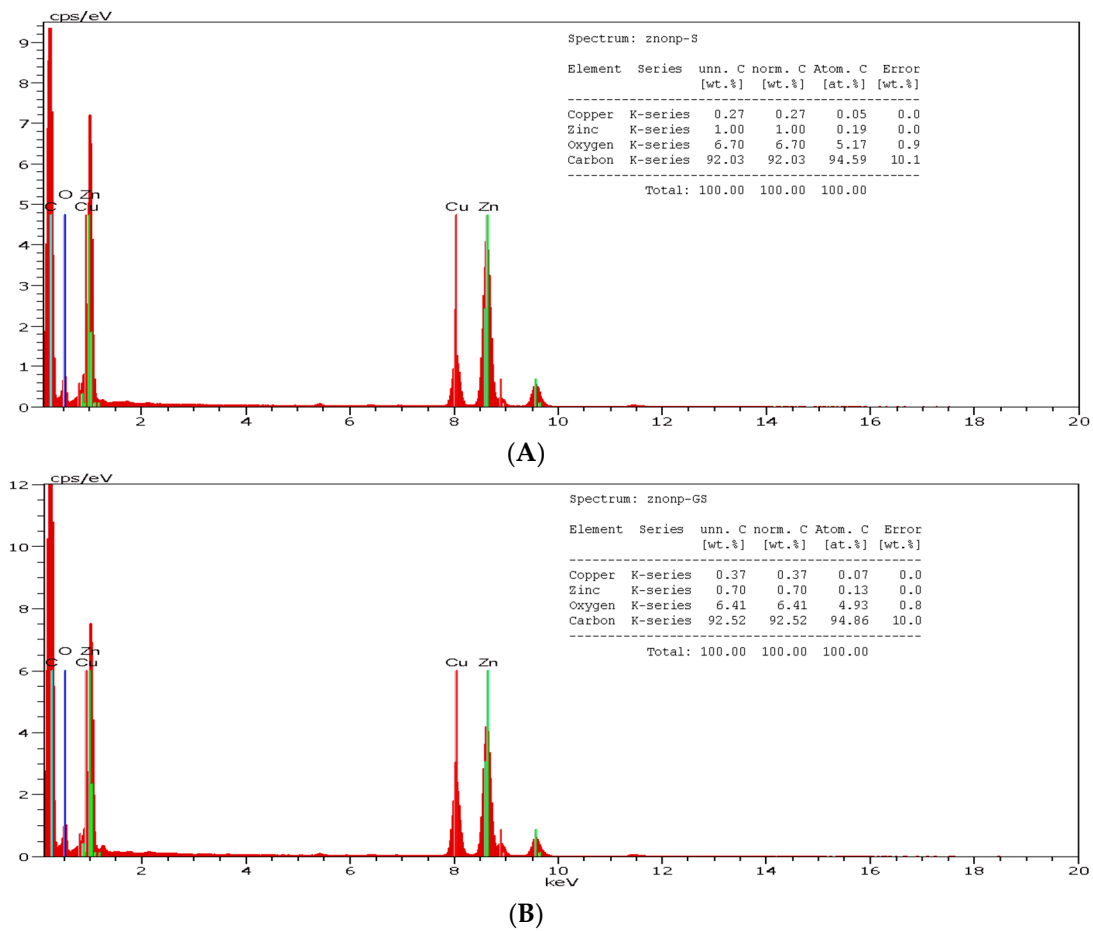 cps/eV
9
8
7
6
5
4
3
2
1
0
C
O Zn
Cu
Cu Zn
Spectrum: znonp-S
Element Series unn. C norm. C Atom. C Error
[wt.%] [wt.%] [at.%] [wt.%]
Copper K-series 0.27 0.27 0.05 0.0
Zinc K-series 1.00 1.00 0.19 0.0
Oxygen K-series 6.70 6.70 5.17 0.9
Carbon K-series 92.03 92.03 94.59 10.1
Total: 100.00 100.00 100.00
2 4 6 8 10 12 14 16 18 20
(A)
cps/eV
12
10
8
6
4
2
0
O Zn
C Cu
Cu Zn
Spectrum: znonp-GS
Element Series unn. C norm. C Atom. C Error
[wt.%] [wt.%] [at.%] [wt.%]
Copper K-series 0.37 0.37 0.07 0.0
Zinc K-series 0.70 0.70 0.13 0.0
Oxygen K-series 6.41 6.41 4.93 0.8
Carbon K-series 92.52 92.52 94.86 10.0
Total: 100.00 100.00 100.00
2 4 6 8 10 12 14 16 18 20
keV
(B)